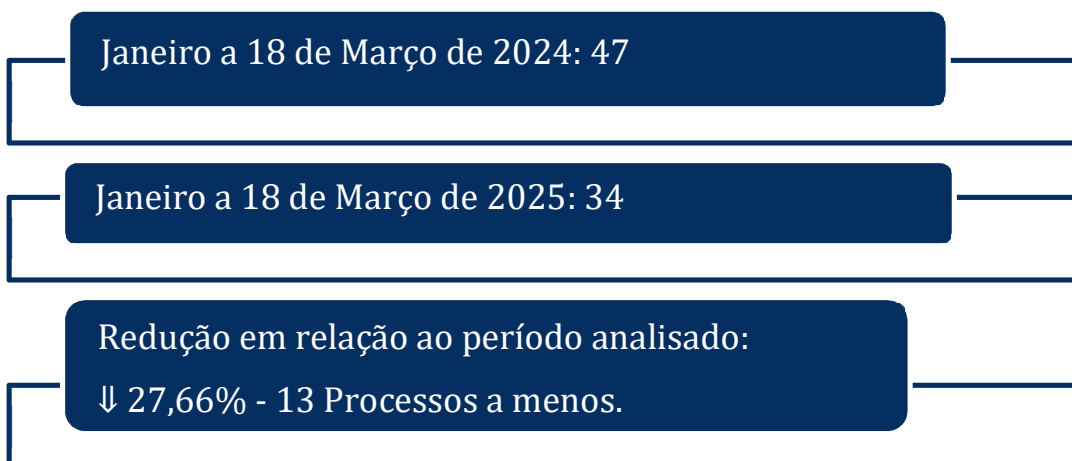 Janeiro a 18 de Março de 2024: 47
Janeiro a 18 de Março de 2025: 34
Redução em relação ao período analisado:
⇓ 27,66% - 13 Processos a menos.